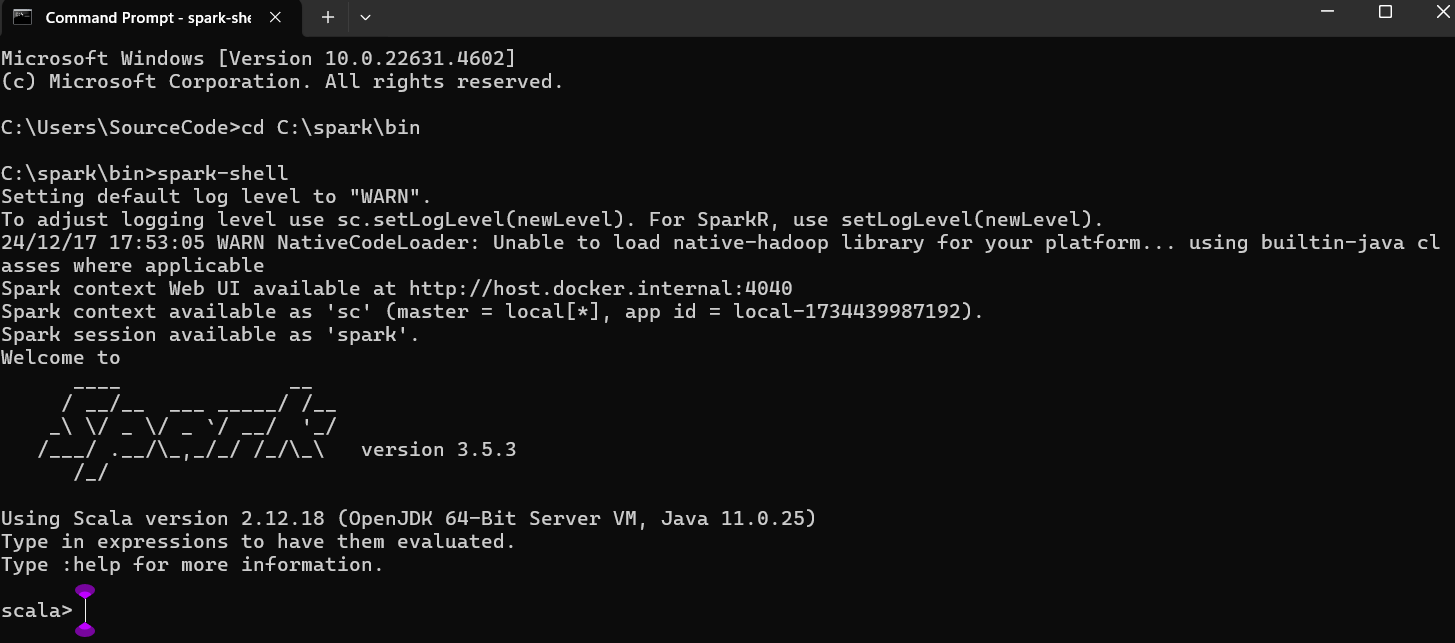 Command Prompt - spark-she
Microsoft Windows [Version 10.0.22631.4602]
(c) Microsoft Corporation. All rights reserved.
C:\Users\SourceCode>cd C:\spark\bin
C:\spark\bin>spark-shell
Setting default log level to "WARN".
To adjust logging level use sc.setLogLevel(newLevel). For SparkR, use setLogLevel(newLevel).
24/12/17 17:53:05 WARN NativeCodeLoader: Unable to load native-hadoop library for your platform... using builtin-java cl
asses where applicable
Spark context Web UI available at http://host.docker.internal:4040
Spark context available as 'sc' (master = local[*], app id = local-1734439987192).
Spark session available as 'spark'.
Welcome to
      ____              __
     / __/__  ___ _____/ /__
    _\ \/ _ \/ _ `/ __/  '_/
   /___/ .__/\_,_/_/ /_/\_\   version 3.5.3
      /_/
Using Scala version 2.12.18 (OpenJDK 64-Bit Server VM, Java 11.0.25)
Type in expressions to have them evaluated.
Type :help for more information.
scala>